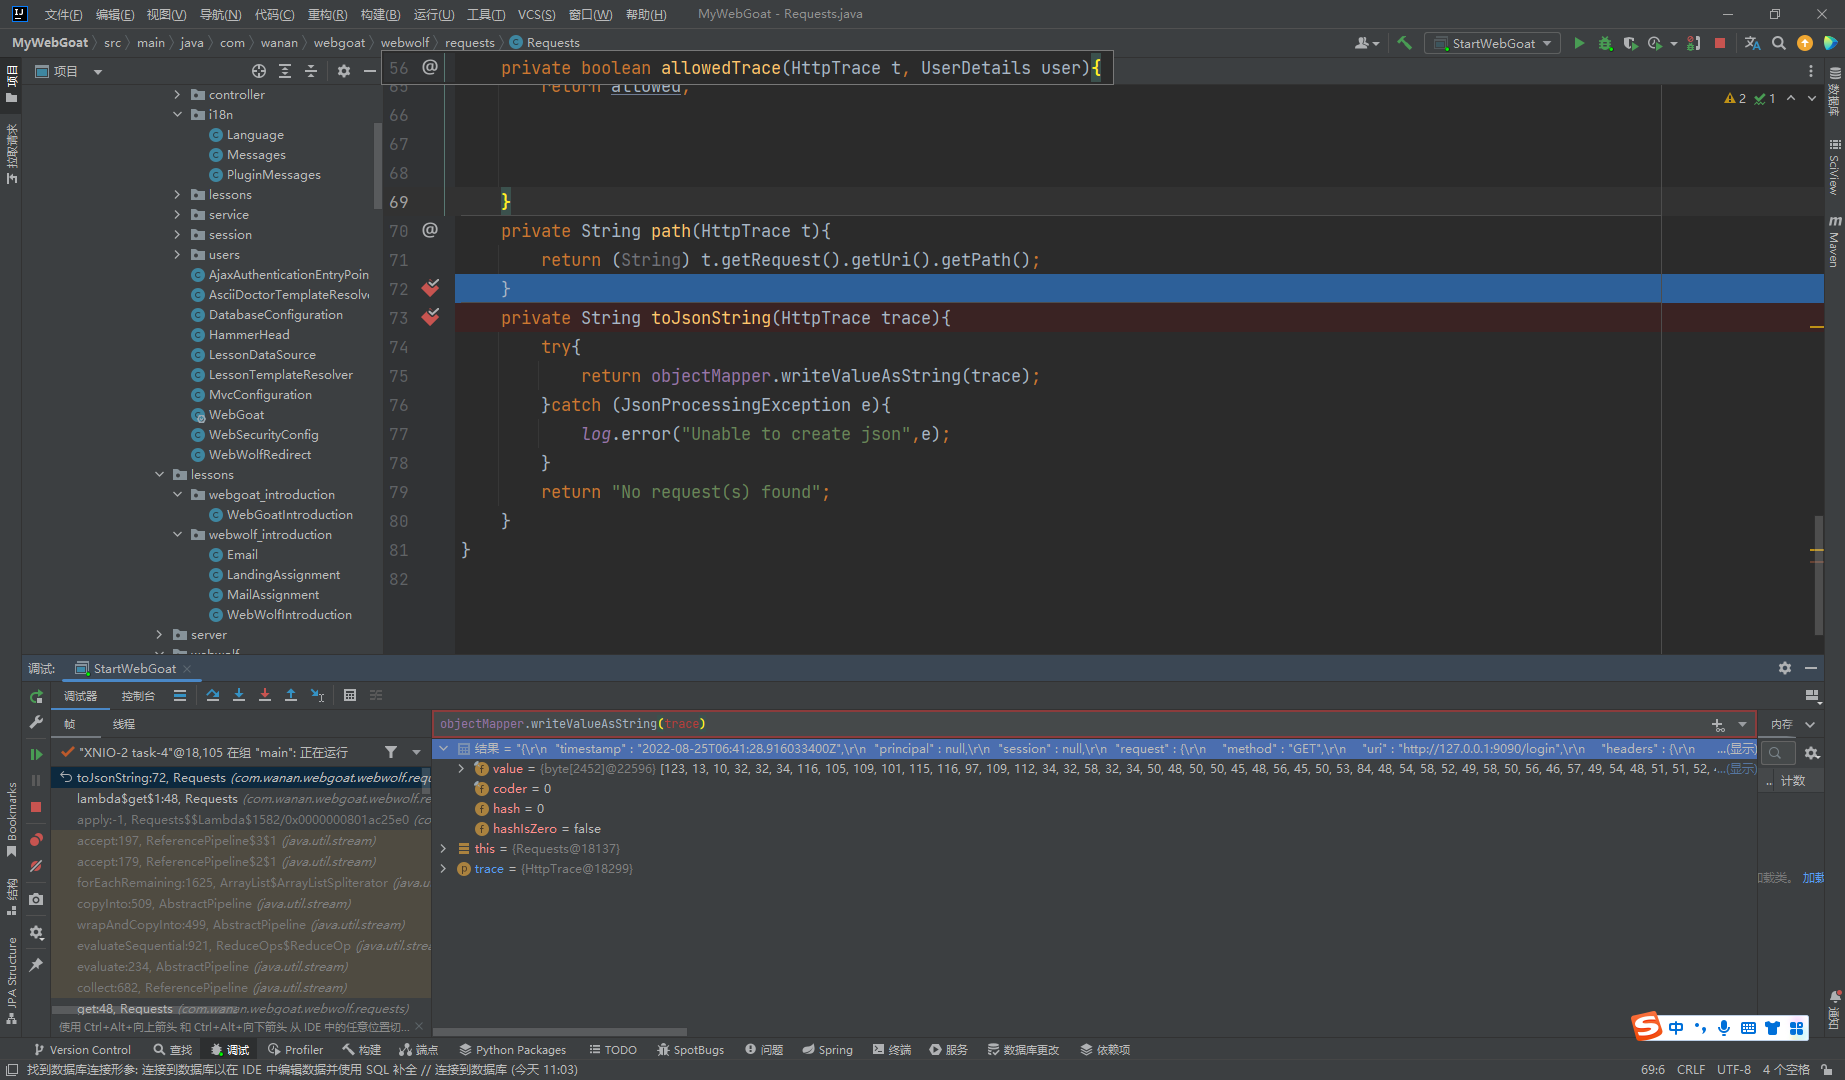 文件(F) 编辑(E) 视图(V) 导航(N) 代码(C) 重构(R) 构建(B) 运行(U) 工具(T) VCS(S) 窗口(W) 帮助(H) MyWebGoat - Requests.java
MyWebGoat src main java com wanan webgoat webwolf requests Requests
StartWebGoat
项目
56 @ private boolean allowedTrace(HttpTrace t, UserDetails user){
65 return allowed;
66
67
68
69 }
70 @ private String path(HttpTrace t){
71 return (String) t.getRequest().getUri().getPath();
72 }
73 private String toJsonString(HttpTrace trace){
74 try{
75 return objectMapper.writeValueAsString(trace);
76 }catch (JsonProcessingException e){
77 log.error("Unable to create json",e);
78 }
79 return "No request(s) found";
80 }
81 }
82
2 1
controller
i18n
Language
Messages
PluginMessages
lessons
service
session
users
AjaxAuthenticationEntryPoin
AsciiDoctorTemplateResolv
DatabaseConfiguration
HammerHead
LessonDataSource
LessonTemplateResolver
MvcConfiguration
WebGoat
WebSecurityConfig
WebWolfRedirect
lessons
webgoat_introduction
WebGoatIntroduction
webwolf_introduction
Email
LandingAssignment
MailAssignment
WebWolfIntroduction
server
webwolf
项目
拉取请求
Bookmarks
结构
JPA Structure
数据库
SciView
Maven
通知
调试: StartWebGoat
调试器 控制台
帧 线程
"XNIO-2 task-4"@18,105 在组 "main": 正在运行
toJsonString:72, Requests (com.wanan.webgoat.webwolf.requ
lambda$get$1:48, Requests (com.wanan.webgoat.webwolf.re
apply:-1, Requests$$Lambda$1582/0x0000000801ac25e0 (co
accept:197, ReferencePipeline$3$1 (java.util.stream)
accept:179, ReferencePipeline$2$1 (java.util.stream)
forEachRemaining:1625, ArrayList$ArrayListSpliterator (java.u
copyInto:509, AbstractPipeline (java.util.stream)
wrapAndCopyInto:499, AbstractPipeline (java.util.stream)
evaluateSequential:921, ReduceOps$ReduceOp (java.util.strea
evaluate:234, AbstractPipeline (java.util.stream)
collect:682, ReferencePipeline (java.util.stream)
get:48, Requests (com.wanan.webgoat.webwolf.requests)
使用 Ctrl+Alt+向上箭头 和 Ctrl+Alt+向下箭头 从 IDE 中的任意位置切...
objectMapper.writeValueAsString(trace)
结果 = "{\r\n "timestamp" : "2022-08-25T06:41:28.916033400Z",\r\n "principal" : null,\r\n "session" : null,\r\n "request" : {\r\n "method" : "GET",\r\n "uri" : "http://127.0.0.1:9090/login",\r\n "headers" : {\r\n ...(显示)
value = {byte[2452]@22596} [123, 13, 10, 32, 32, 34, 116, 105, 109, 101, 115, 116, 97, 109, 112, 34, 32, 58, 32, 34, 50, 48, 50, 50, 45, 48, 56, 45, 50, 53, 84, 48, 54, 58, 52, 49, 58, 50, 56, 46, 57, 49, 54, 48, 51, 51, 52, ...(显示)
coder = 0
hash = 0
hashIsZero = false
this = {Requests@18137}
trace = {HttpTrace@18299}
内存
.. 计数
加载类。 加载
中
Version Control 查找 调试 Profiler 构建 端点 Python Packages TODO SpotBugs 问题 Spring 终端 服务 数据库更改 依赖项
找到数据库连接形参: 连接到数据库以在 IDE 中编辑数据并使用 SQL 补全 // 连接到数据库 (今天 11:03) 69:6 CRLF UTF-8 4 个空格